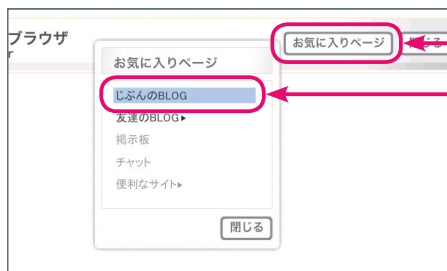 ブラウザ
お気に入りページ
お気に入りページ
じぶんのBLOG
友達のBLOG▸
掲示板
チャット
便利なサイト▸
閉じる